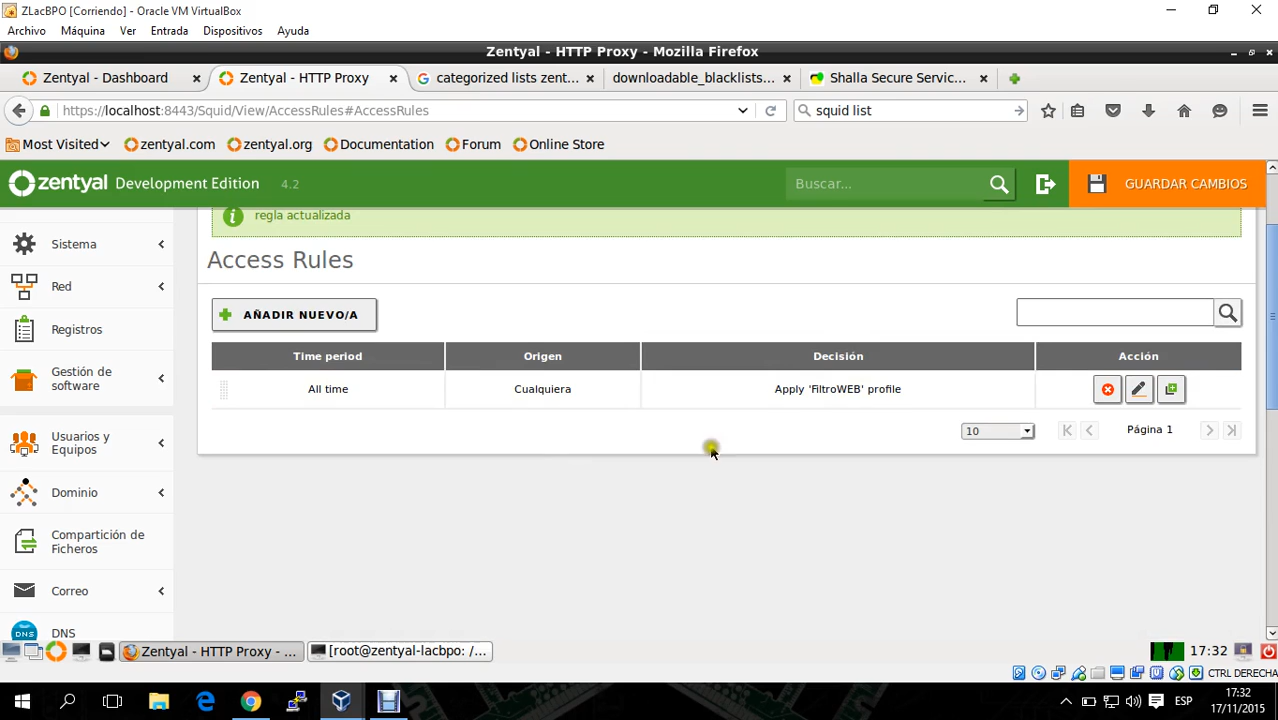 ZLacBPO [Corriendo] - Oracle VM VirtualBox
Archivo Máquina Ver Entrada Dispositivos Ayuda
Zentyal - HTTP Proxy - Mozilla Firefox
Zentyal - Dashboard
Zentyal - HTTP Proxy
categorized lists zent...
downloadable_blacklists...
Shalla Secure Servic...
https://localhost:8443/Squid/View/AccessRules#AccessRules
squid list
Most Visited
zentyal.com
zentyal.org
Documentation
Forum
Online Store
zentyal Development Edition 4.2
Buscar...
GUARDAR CAMBIOS
Sistema
Red
Registros
Gestión de
software
Usuarios y
Equipos
Dominio
Compartición de
Ficheros
Correo
DNS
DNS
regla actualizada
Access Rules
AÑADIR NUEVO/A
Time period Origen Decisión Acción
All time Cualquiera Apply 'FiltroWEB' profile
10
Página 1
Zentyal - HTTP Proxy - ...
[root@zentyal-lacbpo: /...
17:32
CTRL DERECHA
ESP
17:32
17/11/2015